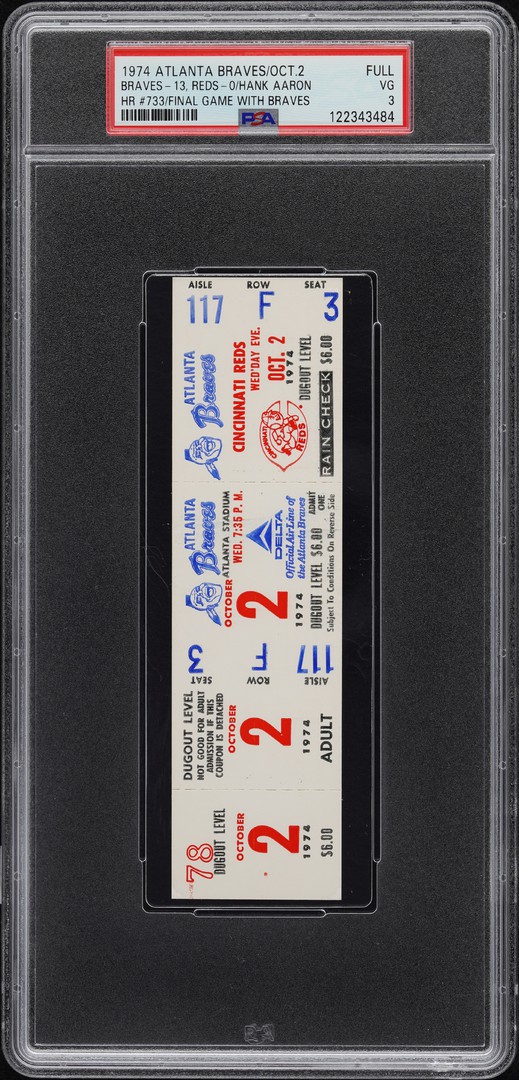 1974 ATLANTA BRAVES/OCT.2 FULL
BRAVES-13, REDS-0/HANK AARON VG
HR #733/FINAL GAME WITH BRAVES 3
PSA 122343484
AISLE ROW SEAT
117 F 3
ATLANTA
Braves
CINCINNATI REDS
WED'DAY EVE.
OCT. 2
1974
DUGOUT LEVEL
$6.00
CINCINNATI
REDS
RAIN CHECK
ATLANTA
Braves
OCTOBER
2
1974
ATLANTA STADIUM
WED. 7:35 P. M.
DELTA
Official Air Line of
the Atlanta Braves
DUGOUT LEVEL $6.00
ADMIT
ONE
Subject To Conditions On Reverse Side
AISLE ROW SEAT
117 F 3
DUGOUT LEVEL
NOT GOOD FOR ADULT
ADMISSION IF THIS
COUPON IS DETACHED
OCTOBER
2
1974
ADULT
78
DUGOUT LEVEL
OCTOBER
2
1974
$6.00
PSA